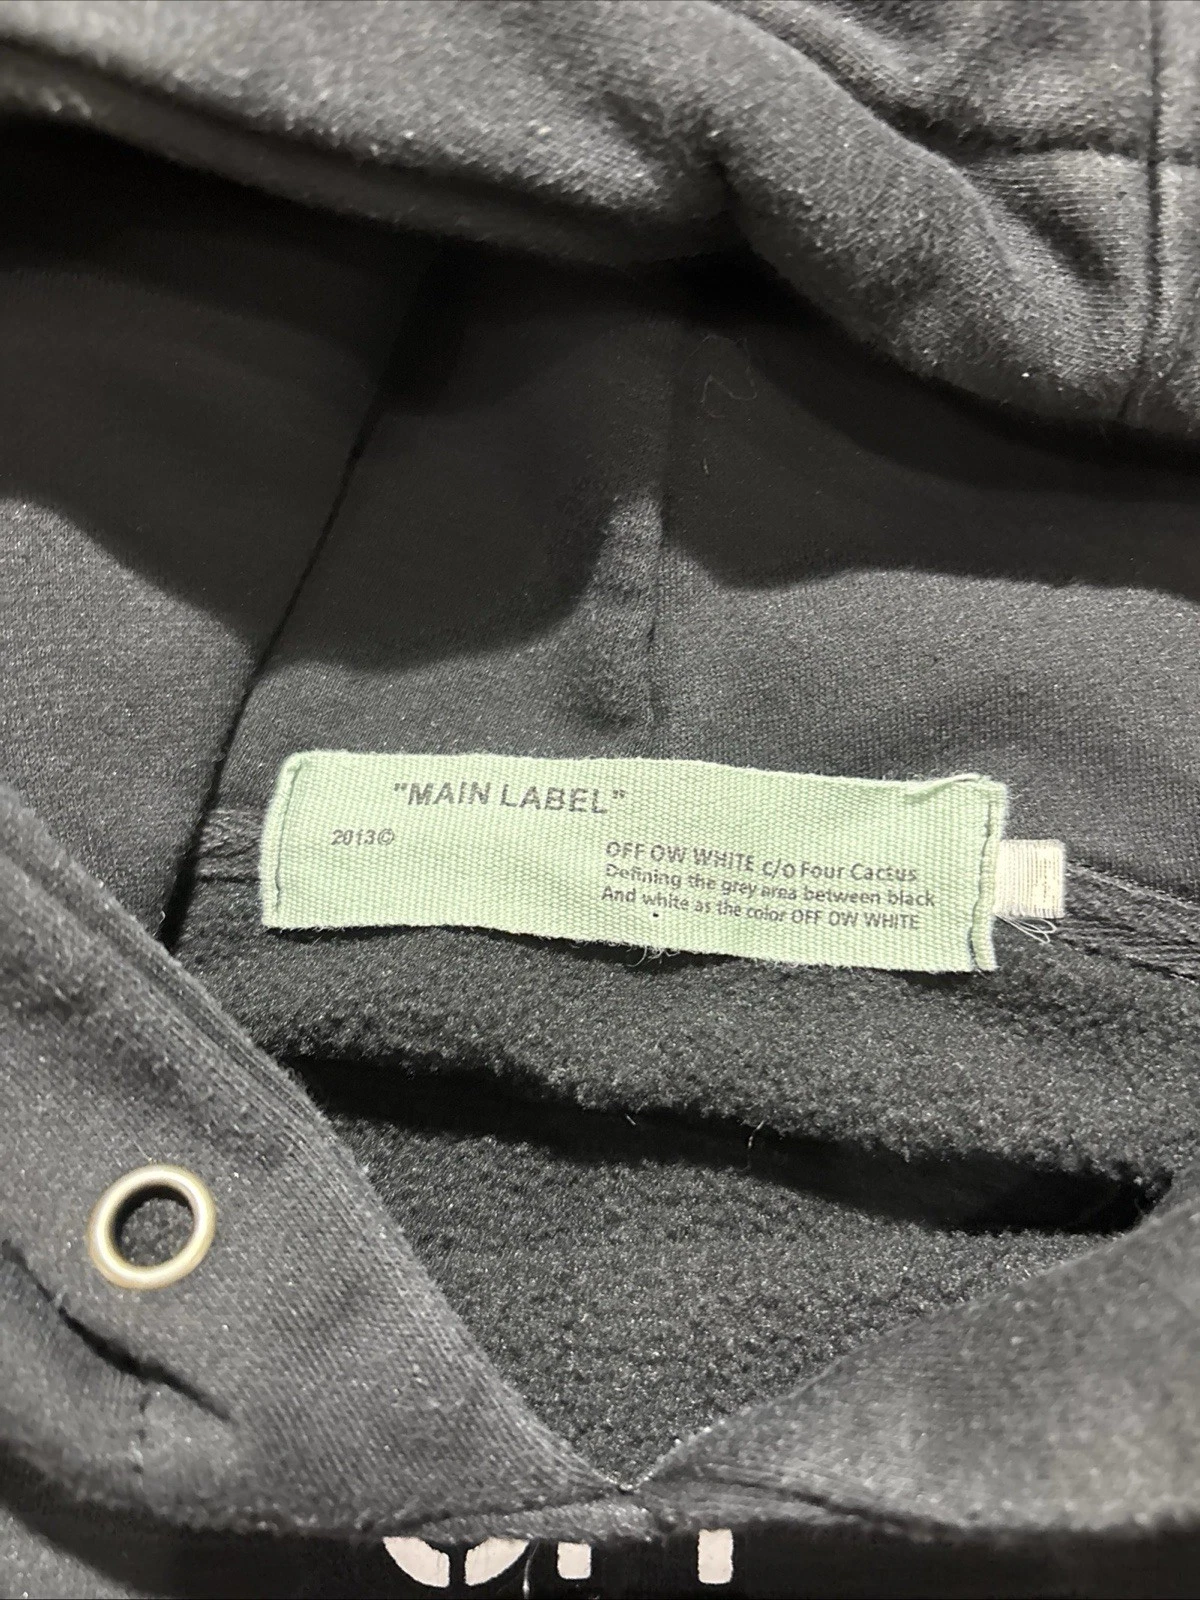 "MAIN LABEL"
2013©
OFF OW WHITE c/o Four Cactus
Defining the grey area between black
And white as the color OFF OW WHITE